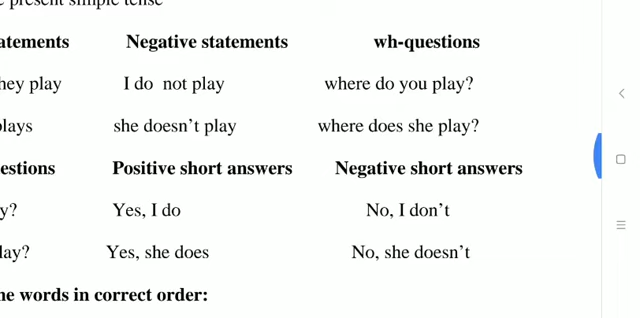 present simple tense
atements Negative statements wh-questions
hey play I do not play where do you play?
plays she doesn't play where does she play?
estions Positive short answers Negative short answers
y? Yes, I do No, I don't
lay? Yes, she does No, she doesn't
he words in correct order: